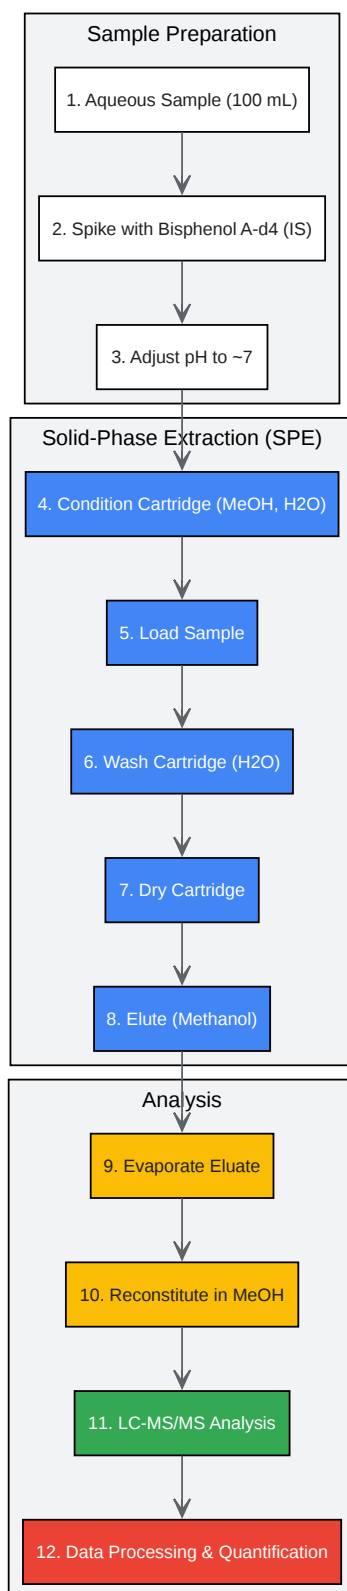 Sample Preparation
1. Aqueous Sample (100 mL)
2. Spike with Bisphenol A-d4 (IS)
3. Adjust pH to ~7
Solid-Phase Extraction (SPE)
4. Condition Cartridge (MeOH, H2O)
5. Load Sample
6. Wash Cartridge (H2O)
7. Dry Cartridge
8. Elute (Methanol)
Analysis
9. Evaporate Eluate
10. Reconstitute in MeOH
11. LC-MS/MS Analysis
12. Data Processing & Quantification